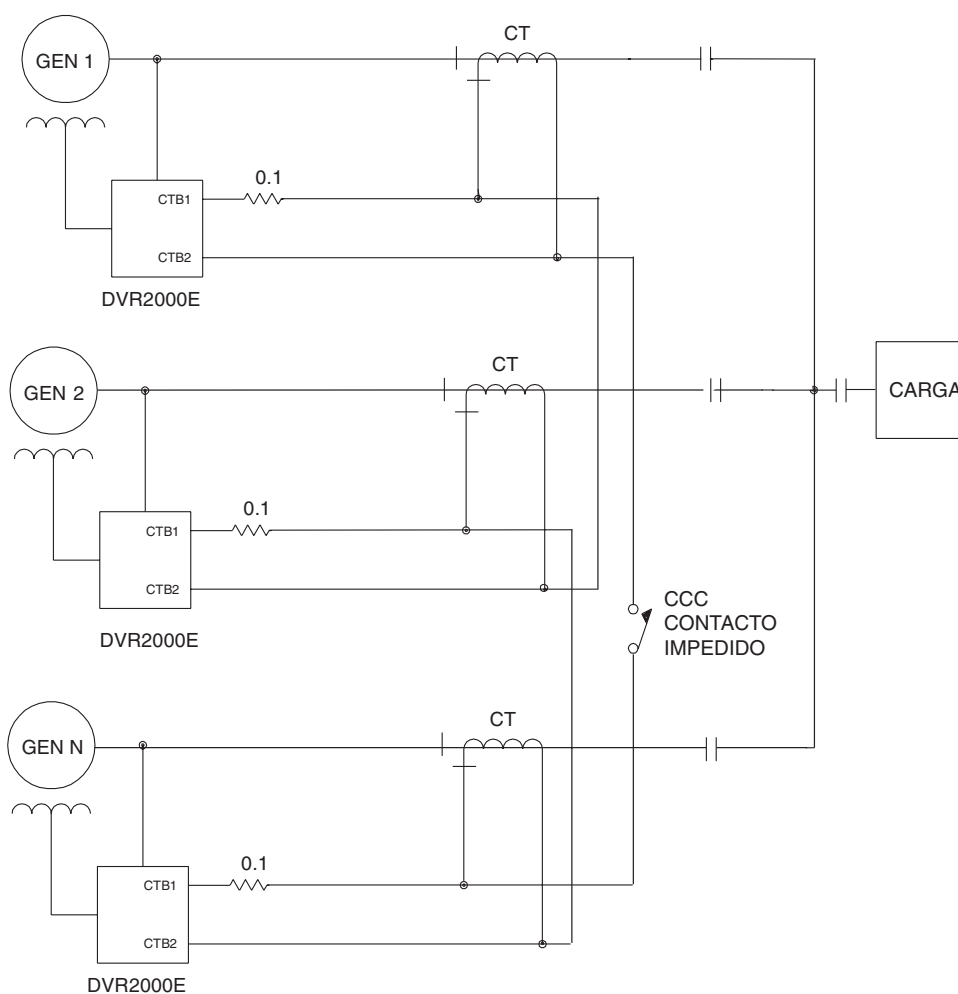 GEN 1
CT
0.1
CTB1
CTB2
DVR2000E
GEN 2
CT
CARGA
0.1
CTB1
CTB2
DVR2000E
CCC
CONTACTO
IMPEDIDO
GEN N
CT
0.1
CTB1
CTB2
DVR2000E